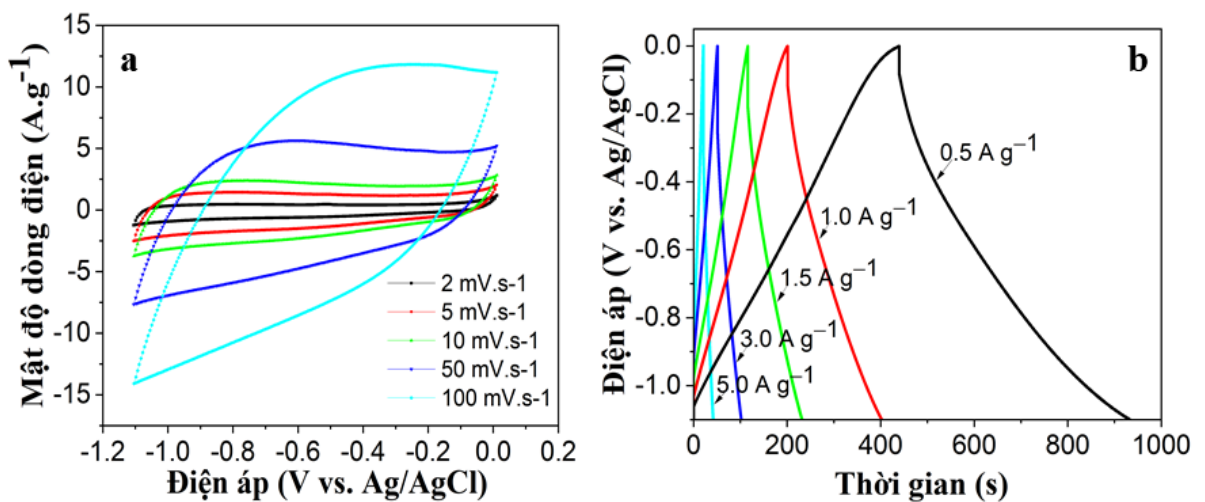 a
Mật độ dòng điện (A.g-1)
15
10
5
0
-5
-10
-15
2 mV.s-1
5 mV.s-1
10 mV.s-1
50 mV.s-1
100 mV.s-1
-1.2 -1.0 -0.8 -0.6 -0.4 -0.2 0.0 0.2
Điện áp (V vs. Ag/AgCl)
b
Điện áp (V vs. Ag/AgCl)
0.0
-0.2
-0.4
-0.6
-0.8
-1.0
0.5 A g−1
1.0 A g−1
1.5 A g−1
3.0 A g−1
5.0 A g−1
0 200 400 600 800 1000
Thời gian (s)